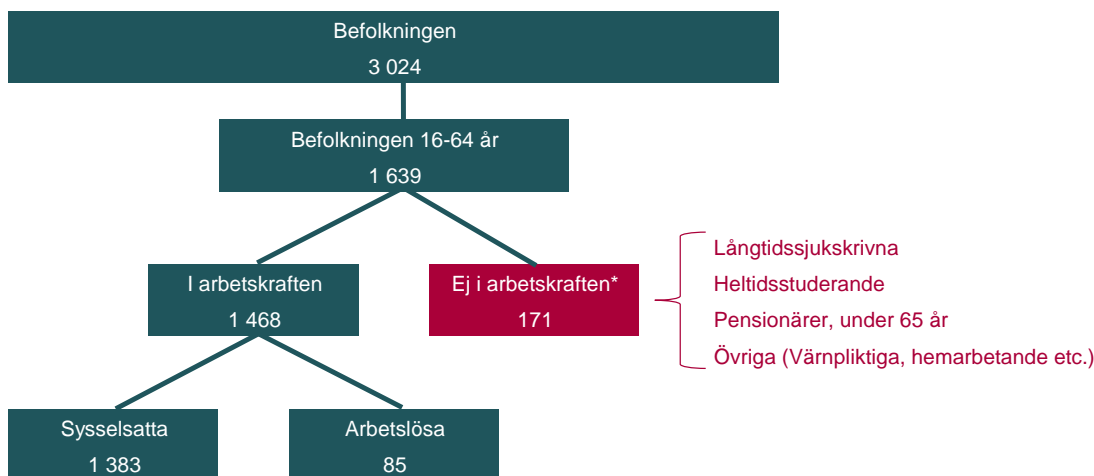 Befolkningen
3 024
Befolkningen 16-64 år
1 639
I arbetskraften
1 468
Ej i arbetskraften*
171
Långtidssjukskrivna
Heltidsstuderande
Pensionärer, under 65 år
Övriga (Värnpliktiga, hemarbetande etc.)
Sysselsatta
1 383
Arbetslösa
85